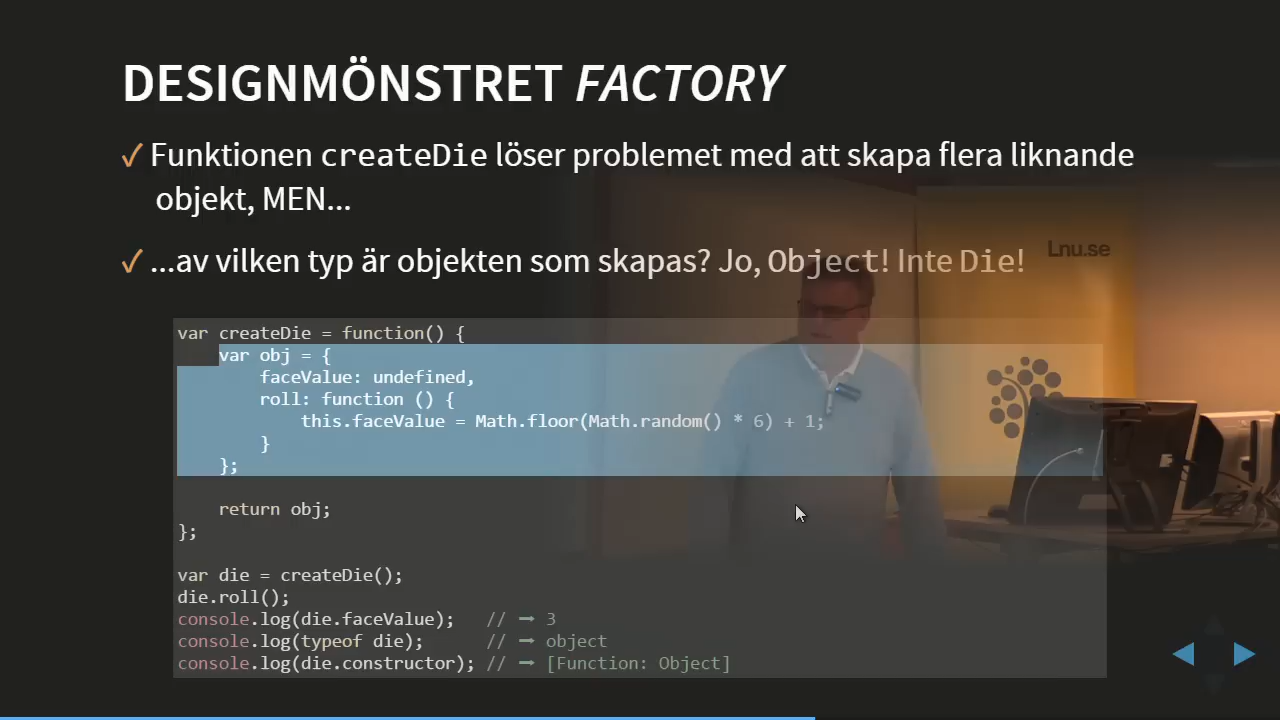 DESIGNMÖNSTRET FACTORY
✓ Funktionen createDie löser problemet med att skapa flera liknande
objekt, MEN...
✓ ...av vilken typ är objekten som skapas? Jo, Object! Inte Die!
Lnu.se
var createDie = function() {
    var obj = {
        faceValue: undefined,
        roll: function () {
            this.faceValue = Math.floor(Math.random() * 6) + 1;
        }
    };
    return obj;
};
var die = createDie();
die.roll();
console.log(die.faceValue);   // ➞ 3
console.log(typeof die);      // ➞ object
console.log(die.constructor); // ➞ [Function: Object]